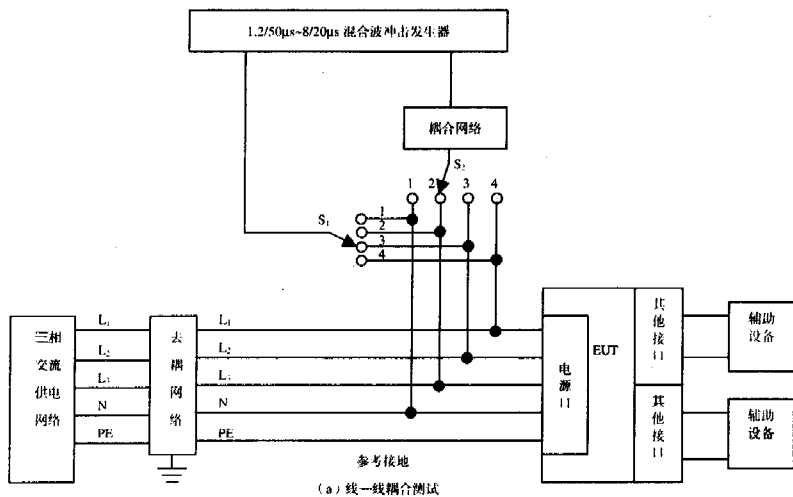 1.2/50μs~8/20μs 混合波冲击发生器
耦合网络
S₂
1 2 3 4
S₁
1
2
3
4
三相
交流
供电
网络
L₁
L₂
L₃
N
PE
去
耦
网
络
L₁
L₂
L₃
N
PE
电
源
口
EUT
其
他
接
口
其
他
接
口
辅助
设备
辅助
设备
参考接地
(a) 线一线耦合测试